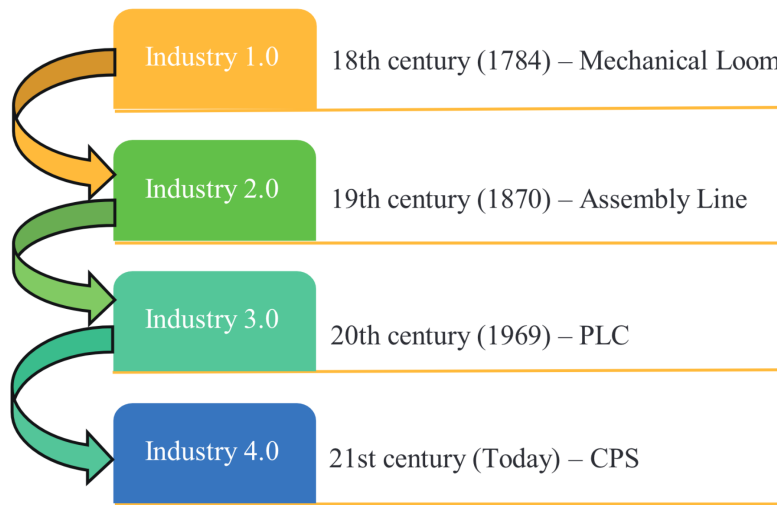 Industry 1.0
18th century (1784) – Mechanical Loom
Industry 2.0
19th century (1870) – Assembly Line
Industry 3.0
20th century (1969) – PLC
Industry 4.0
21st century (Today) – CPS